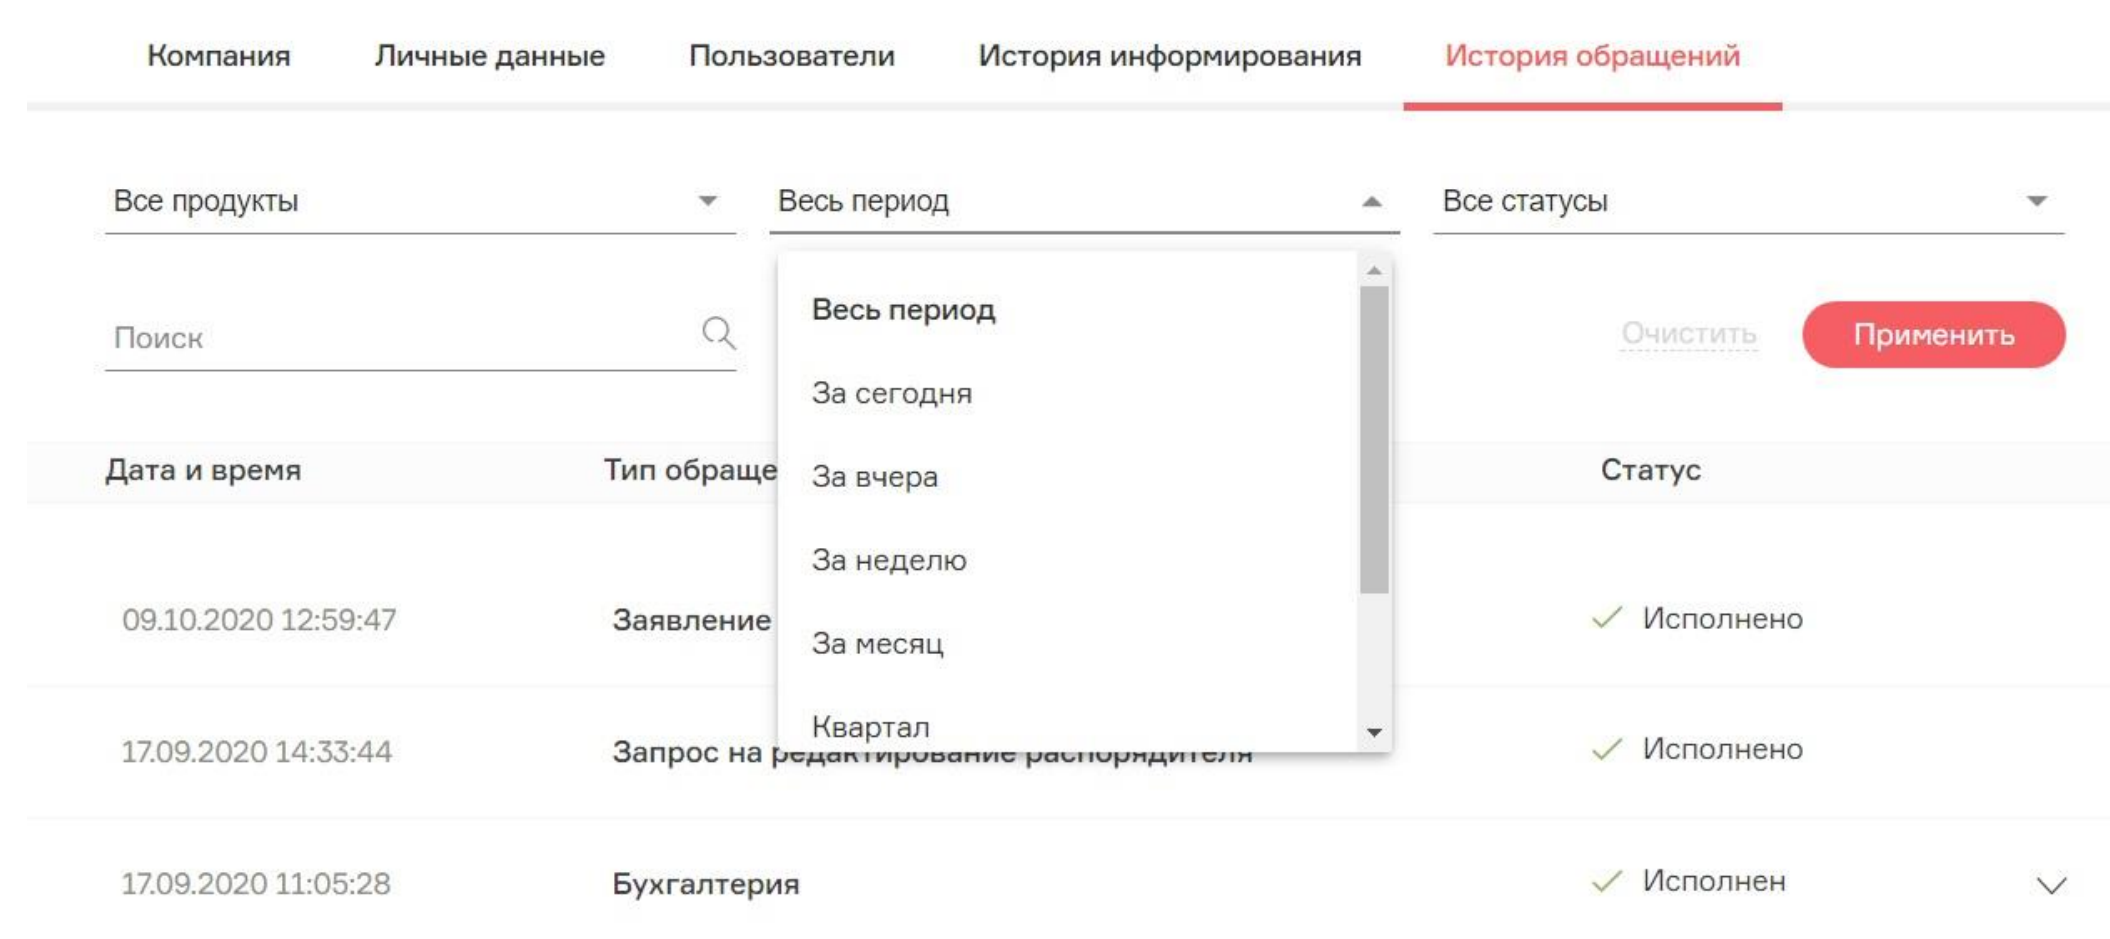 Компания Личные данные Пользователи История информирования История обращений
Все продукты Весь период Все статусы
Поиск Очистить Применить
Весь период
За сегодня
За вчера
За неделю
За месяц
Квартал
Дата и время Тип обраще Статус
09.10.2020 12:59:47 Заявление Исполнено
17.09.2020 14:33:44 Запрос на редактирование распорядителя Исполнено
17.09.2020 11:05:28 Бухгалтерия Исполнен